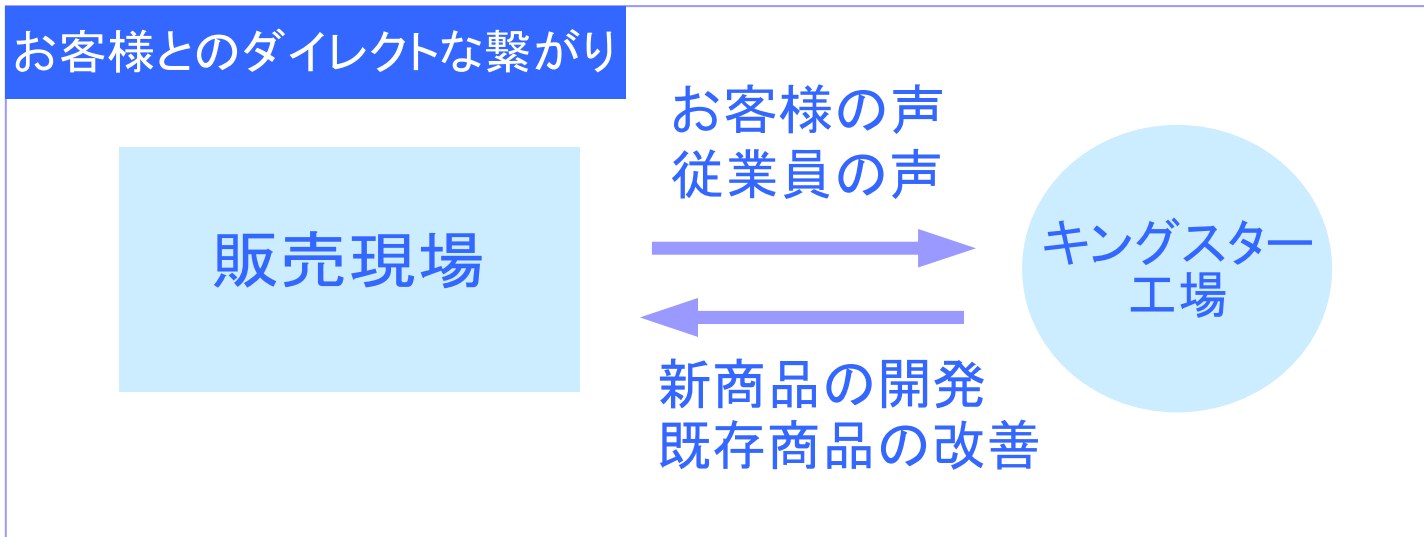 お客様とのダイレクトな繋がり
お客様の声
従業員の声
販売現場
キングスター
工場
新商品の開発
既存商品の改善